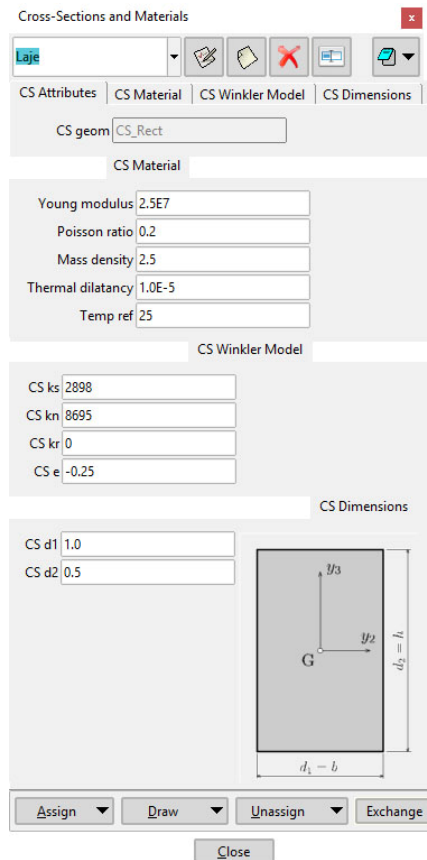 Cross-Sections and Materials
x
Laje
CS Attributes CS Material CS Winkler Model CS Dimensions
CS geom CS_Rect
CS Material
Young modulus 2.5E7
Poisson ratio 0.2
Mass density 2.5
Thermal dilatancy 1.0E-5
Temp ref 25
CS Winkler Model
CS ks 2898
CS kn 8695
CS kr 0
CS e -0.25
CS Dimensions
CS d1 1.0
CS d2 0.5
y3
y2
G
d2 = h
d1 – b
Assign Draw Unassign Exchange
Close